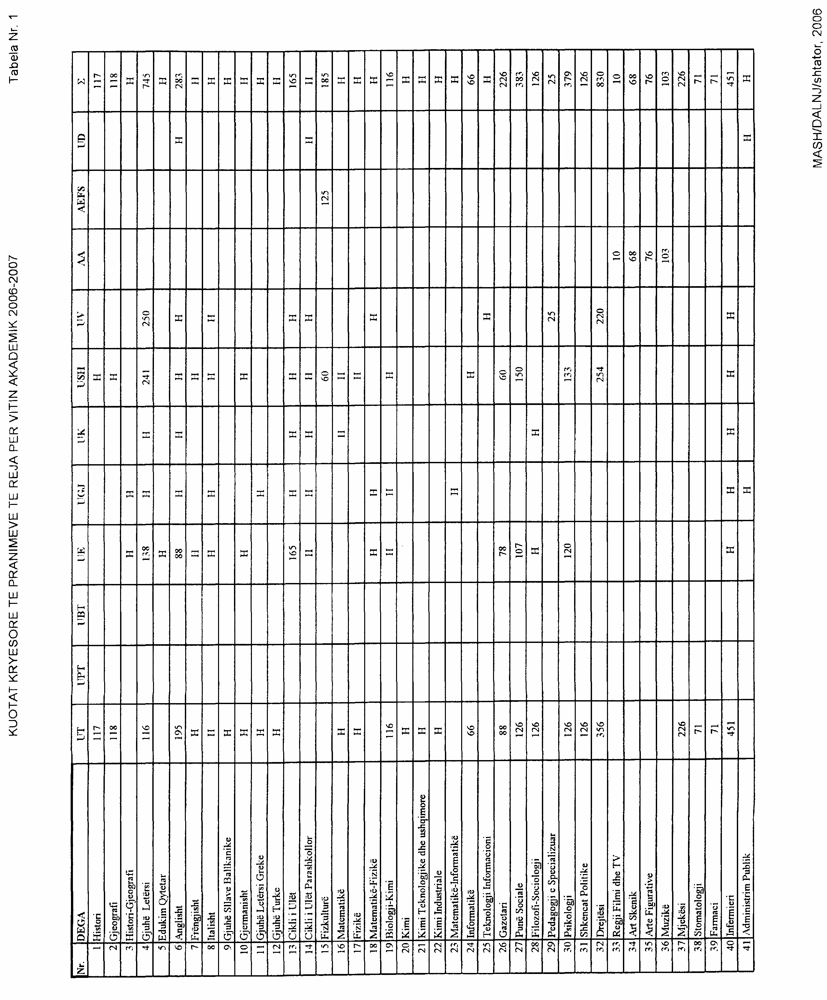 Tabela Nr. 1
KUOTAT KRYESORE TE PRANIMEVE TE REJA PER VITIN AKADEMIK 2006-2007
Nr. DEGA UT UPT UBT UE UGJ UK USH UV AA AEFS UD Σ
1 Histori 117 H 117
2 Gjeografi 118 H 118
3 Histori-Gjeografi H H H
4 Gjuhë Letërsi 116 138 H H 241 250 745
5 Edukim Qytetar H H
6 Anglisht 195 88 H H H H H 283
7 Frëngjisht H H H H
8 Italisht H H H H H H
9 Gjuhë Sllave Ballkanike H H
10 Gjermanisht H H H H
11 Gjuhë Letërsi Greke H H H
12 Gjuhë Turke H H
13 Cikli i Ulët 165 H H H H 165
14 Cikli i Ulët Parashkollor H H H H H H H
15 Fizkulturë 60 125 185
16 Matematikë H H H H
17 Fizikë H H H
18 Matematikë-Fizikë H H H H
19 Biologji-Kimi 116 H H H 116
20 Kimi H H
21 Kimi Teknologjike dhe ushqimore H H
22 Kimi Industriale H H
23 Matematikë-Informatikë H H
24 Informatikë 66 H 66
25 Teknologji Informacioni H H
26 Gazetari 88 78 60 226
27 Punë Sociale 126 107 150 383
28 Filozofi-Sociologji 126 H H 126
29 Pedagogji e Specializuar 25 25
30 Psikologji 126 120 133 379
31 Shkencat Politike 126 126
32 Drejtësi 356 254 220 830
33 Regji Filmi dhe TV 10 10
34 Art Skenik 68 68
35 Arte Figurative 76 76
36 Muzikë 103 103
37 Mjekësi 226 226
38 Stomatologji 71 71
39 Farmaci 71 71
40 Infermieri 451 H H H H H 451
41 Administrim Publik H H H
MASH/DALNJ/shtator, 2006